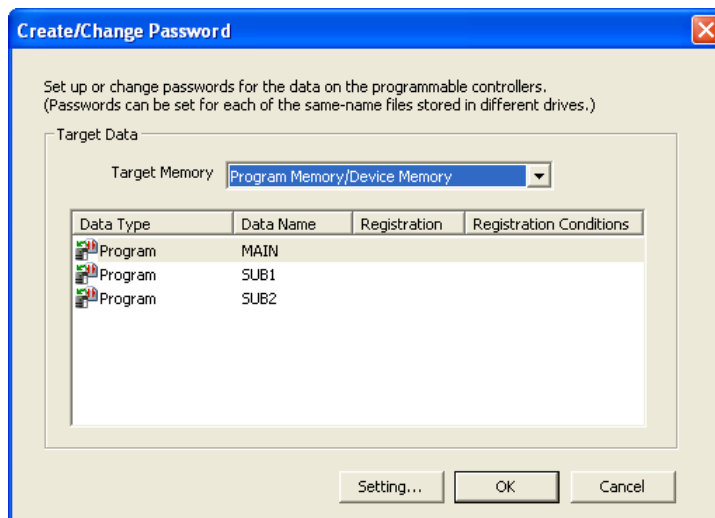 Create/Change Password
Set up or change passwords for the data on the programmable controllers.
(Passwords can be set for each of the same-name files stored in different drives.)
Target Data
Target Memory Program Memory/Device Memory
Data Type Data Name Registration Registration Conditions
Program MAIN
Program SUB1
Program SUB2
Setting... OK Cancel